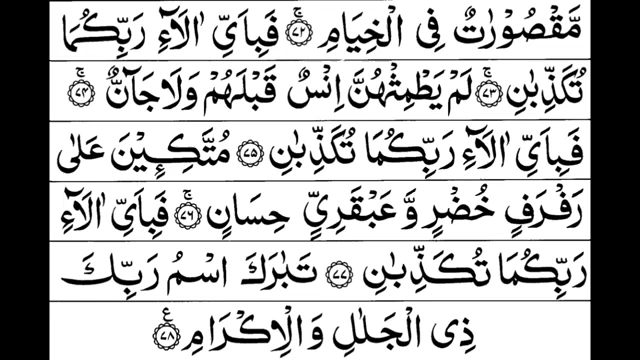 مَّقْصُوْرٰتٌ فِی الْخِیَامِ ۚ﴿۷۲﴾ فَبِاَیِّ اٰلَآءِ رَبِّكُمَا
تُكَذِّبٰنِ ۚ﴿۷۳﴾ لَمْ یَطْمِثْهُنَّ اِنْسٌ قَبْلَهُمْ وَلَا جَآنٌّ ۚ﴿۷۴﴾
فَبِاَیِّ اٰلَآءِ رَبِّكُمَا تُكَذِّبٰنِ ﴿۷۵﴾ مُتَّكِـِٕیْنَ عَلٰی
رَفْرَفٍ خُضْرٍ وَّ عَبْقَرِیٍّ حِسَانٍ ۚ﴿۷۶﴾ فَبِاَیِّ اٰلَآءِ
رَبِّكُمَا تُكَذِّبٰنِ ﴿۷۷﴾ تَبٰرَكَ اسْمُ رَبِّكَ
ذِی الْجَلٰلِ وَ الْاِكْرَامِ ﴿۷۸﴾ ع